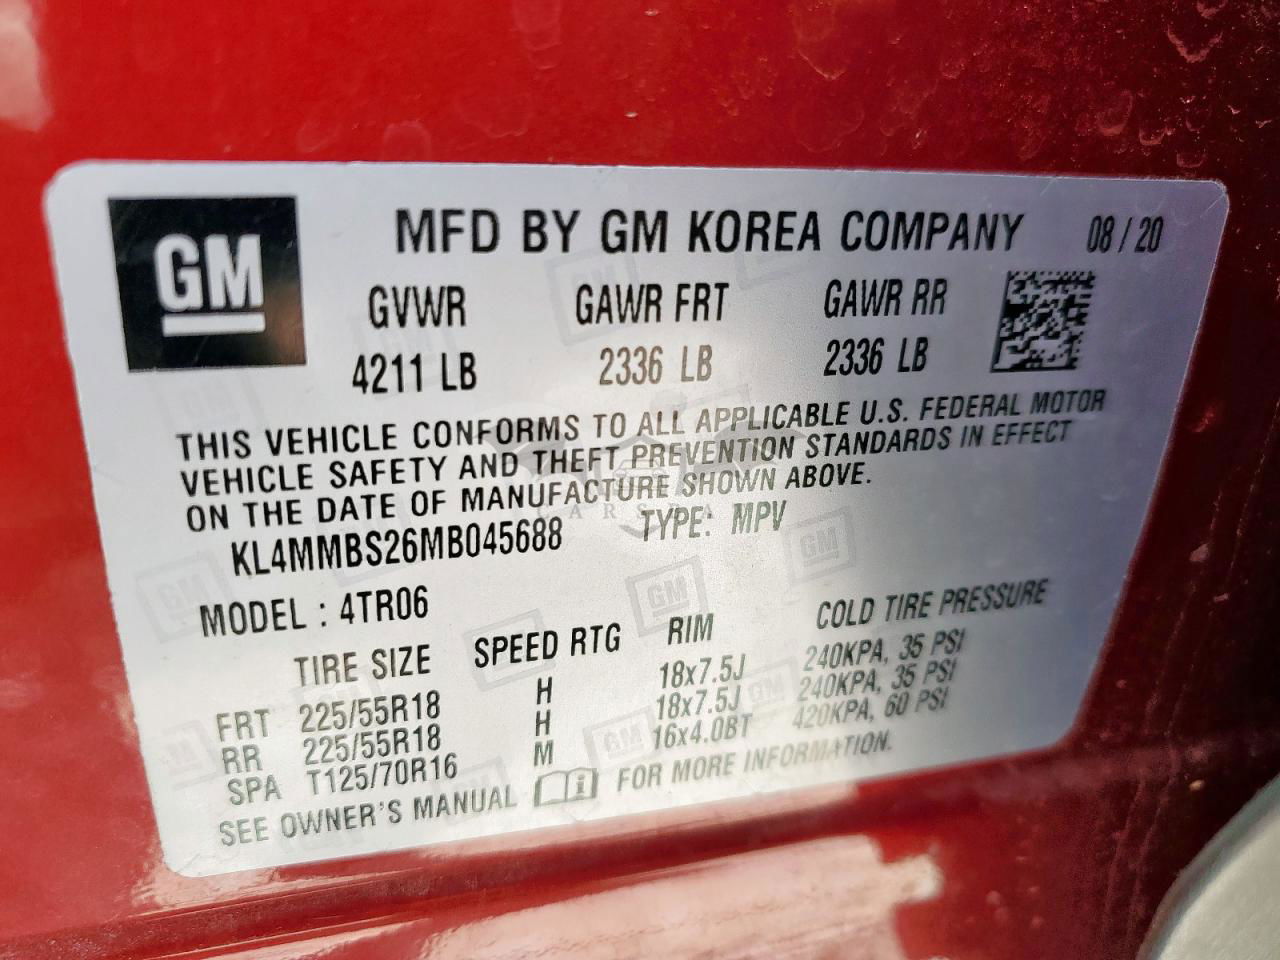 GM
MFD BY GM KOREA COMPANY 08 / 20
GVWR GAWR FRT GAWR RR
4211 LB 2336 LB 2336 LB
THIS VEHICLE CONFORMS TO ALL APPLICABLE U.S. FEDERAL MOTOR
VEHICLE SAFETY AND THEFT PREVENTION STANDARDS IN EFFECT
ON THE DATE OF MANUFACTURE SHOWN ABOVE.
KL4MMBS26MB045688 TYPE: MPV
MODEL : 4TR06
TIRE SIZE SPEED RTG RIM COLD TIRE PRESSURE
FRT 225/55R18 H 18x7.5J 240KPA, 35 PSI
RR 225/55R18 H 18x7.5J 240KPA, 35 PSI
SPA T125/70R16 M 16x4.0BT 420KPA, 60 PSI
SEE OWNER'S MANUAL FOR MORE INFORMATION.